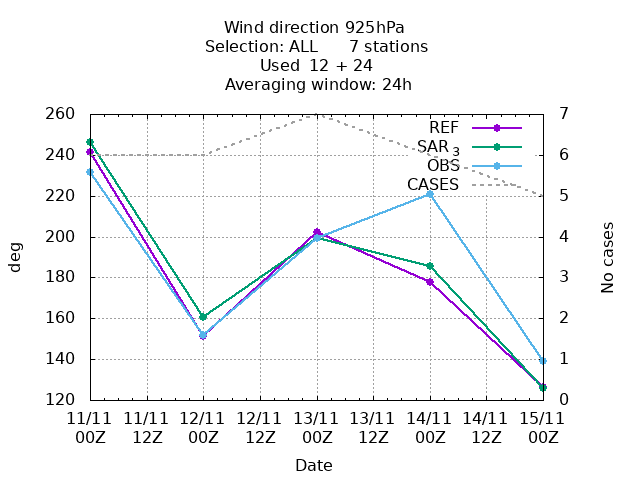 Wind direction 925hPa
Selection: ALL      7 stations
Used  12 + 24
Averaging window: 24h
260
240
220
200
180
160
140
120
deg
7
6
5
4
3
2
1
0
No cases
REF
SAR 3
OBS
CASES
11/11 11/11 12/11 12/11 13/11 13/11 14/11 14/11 15/11
00Z 12Z 00Z 12Z 00Z 12Z 00Z 12Z 00Z
Date